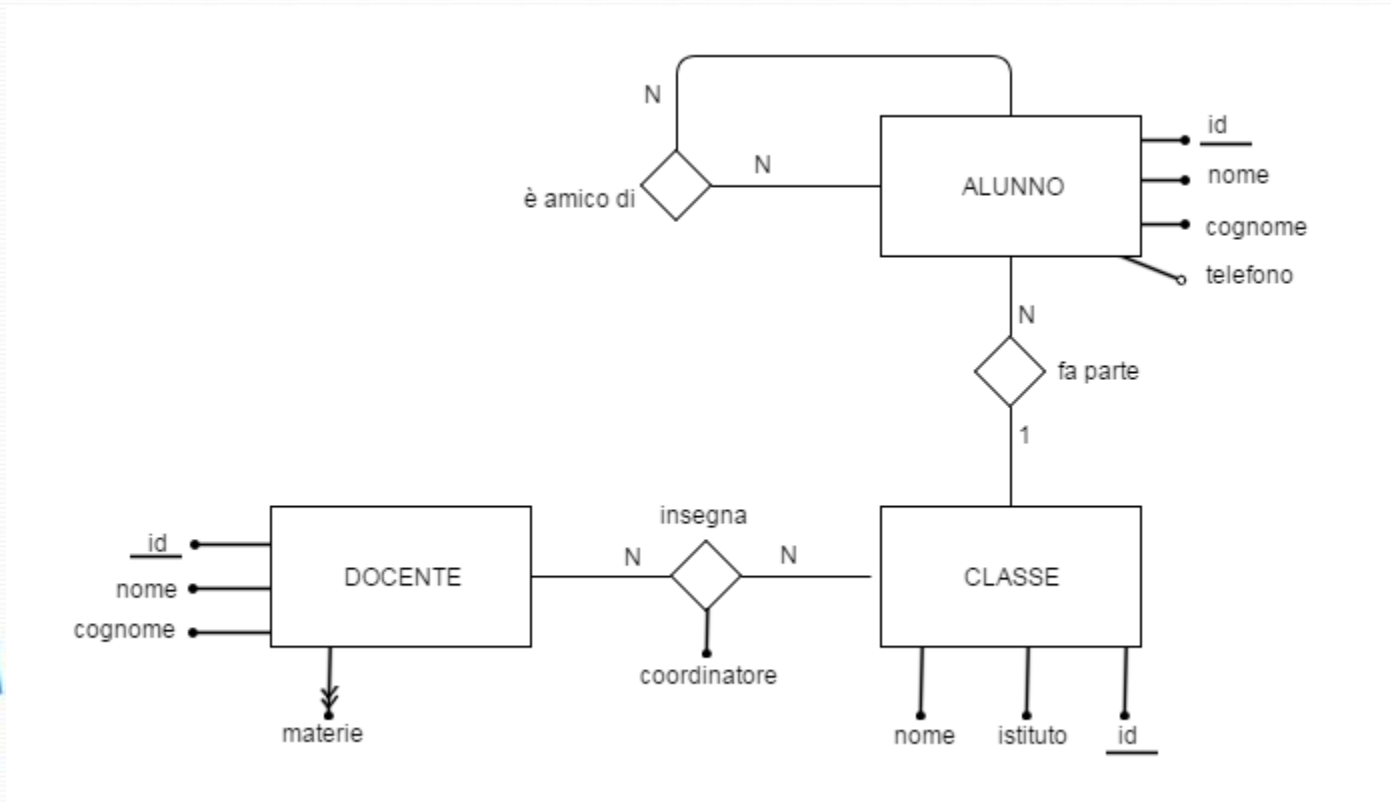 N
id
nome
ALUNNO
N
è amico di
cognome
telefono
N
fa parte
1
insegna
id
N
N
DOCENTE
CLASSE
nome
cognome
coordinatore
materie
nome
istituto
id